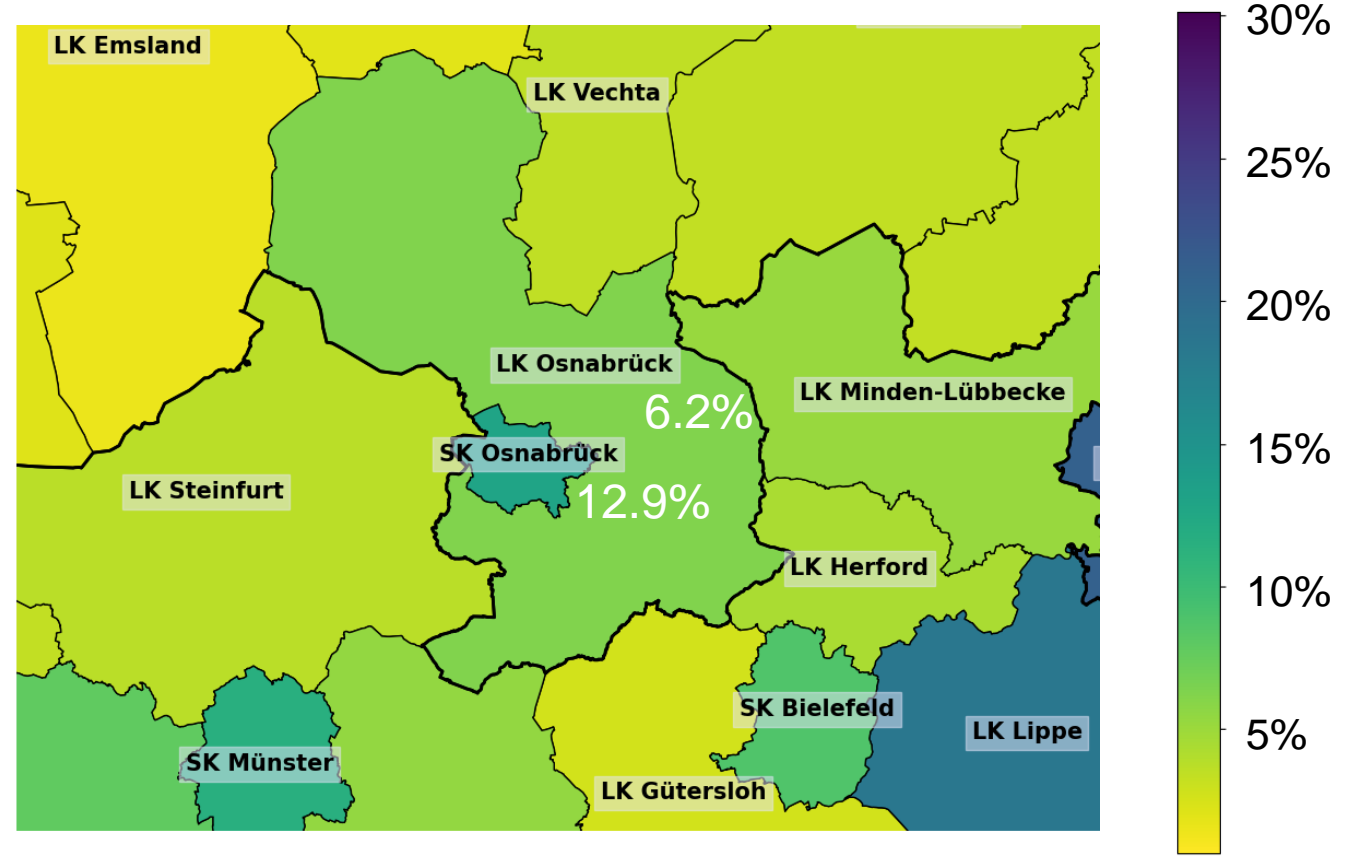 LK Emsland
LK Vechta
LK Osnabrück
6.2%
LK Minden-Lübbecke
SK Osnabrück
LK Steinfurt
12.9%
LK Herford
SK Bielefeld
LK Lippe
SK Münster
LK Gütersloh
30%
25%
20%
15%
10%
5%